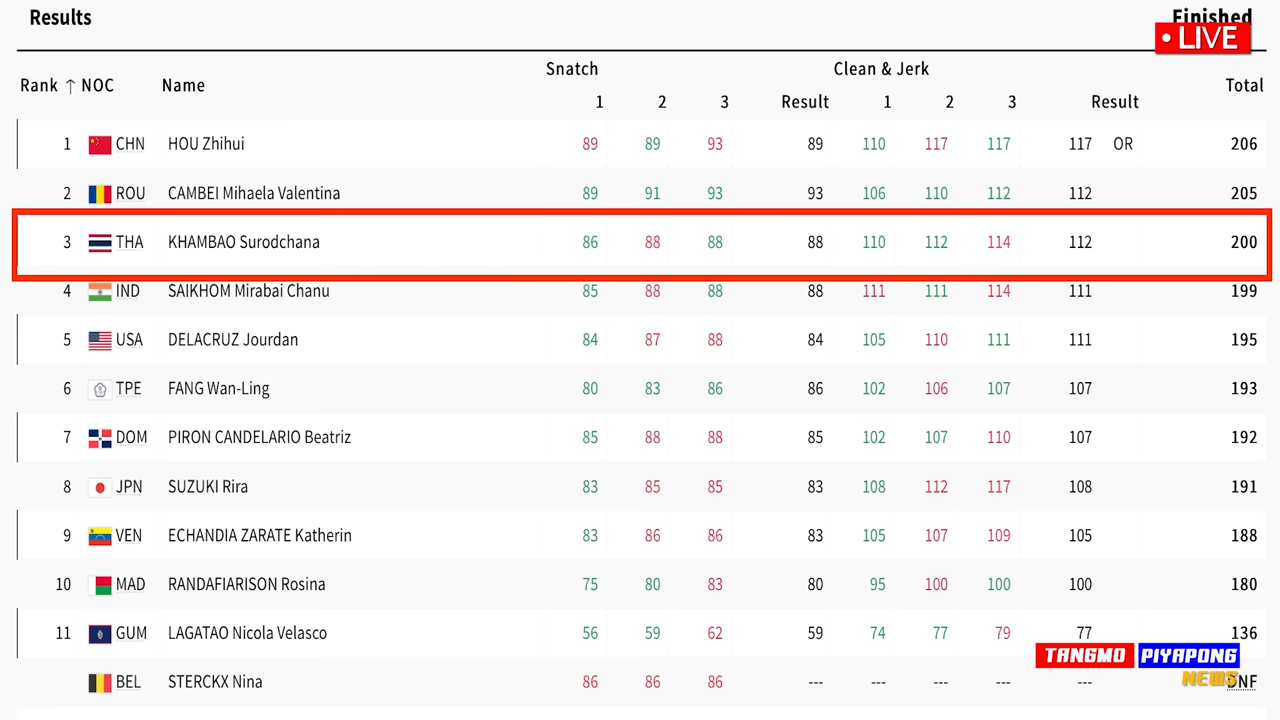 Results Finished
• LIVE
Snatch Clean & Jerk
Rank ↑ NOC Name Total
1 2 3 Result 1 2 3 Result
1 CHN HOU Zhihui 89 89 93 89 110 117 117 117 OR 206
2 ROU CAMBEI Mihaela Valentina 89 91 93 93 106 110 112 112 205
3 THA KHAMBAO Surodchana 86 88 88 88 110 112 114 112 200
4 IND SAIKHOM Mirabai Chanu 85 88 88 88 111 111 114 111 199
5 USA DELACRUZ Jourdan 84 87 88 84 105 110 111 111 195
6 TPE FANG Wan-Ling 80 83 86 86 102 106 107 107 193
7 DOM PIRON CANDELARIO Beatriz 85 88 88 85 102 107 110 107 192
8 JPN SUZUKI Rira 83 85 85 83 108 112 117 108 191
9 VEN ECHANDIA ZARATE Katherin 83 86 86 83 105 107 109 105 188
10 MAD RANDAFIARISON Rosina 75 80 83 80 95 100 100 100 180
11 GUM LAGATAO Nicola Velasco 56 59 62 59 74 77 79 77 136
TANGMO PIYAPONG
NEWS
BEL STERCKX Nina 86 86 86 --- --- --- --- --- DNF